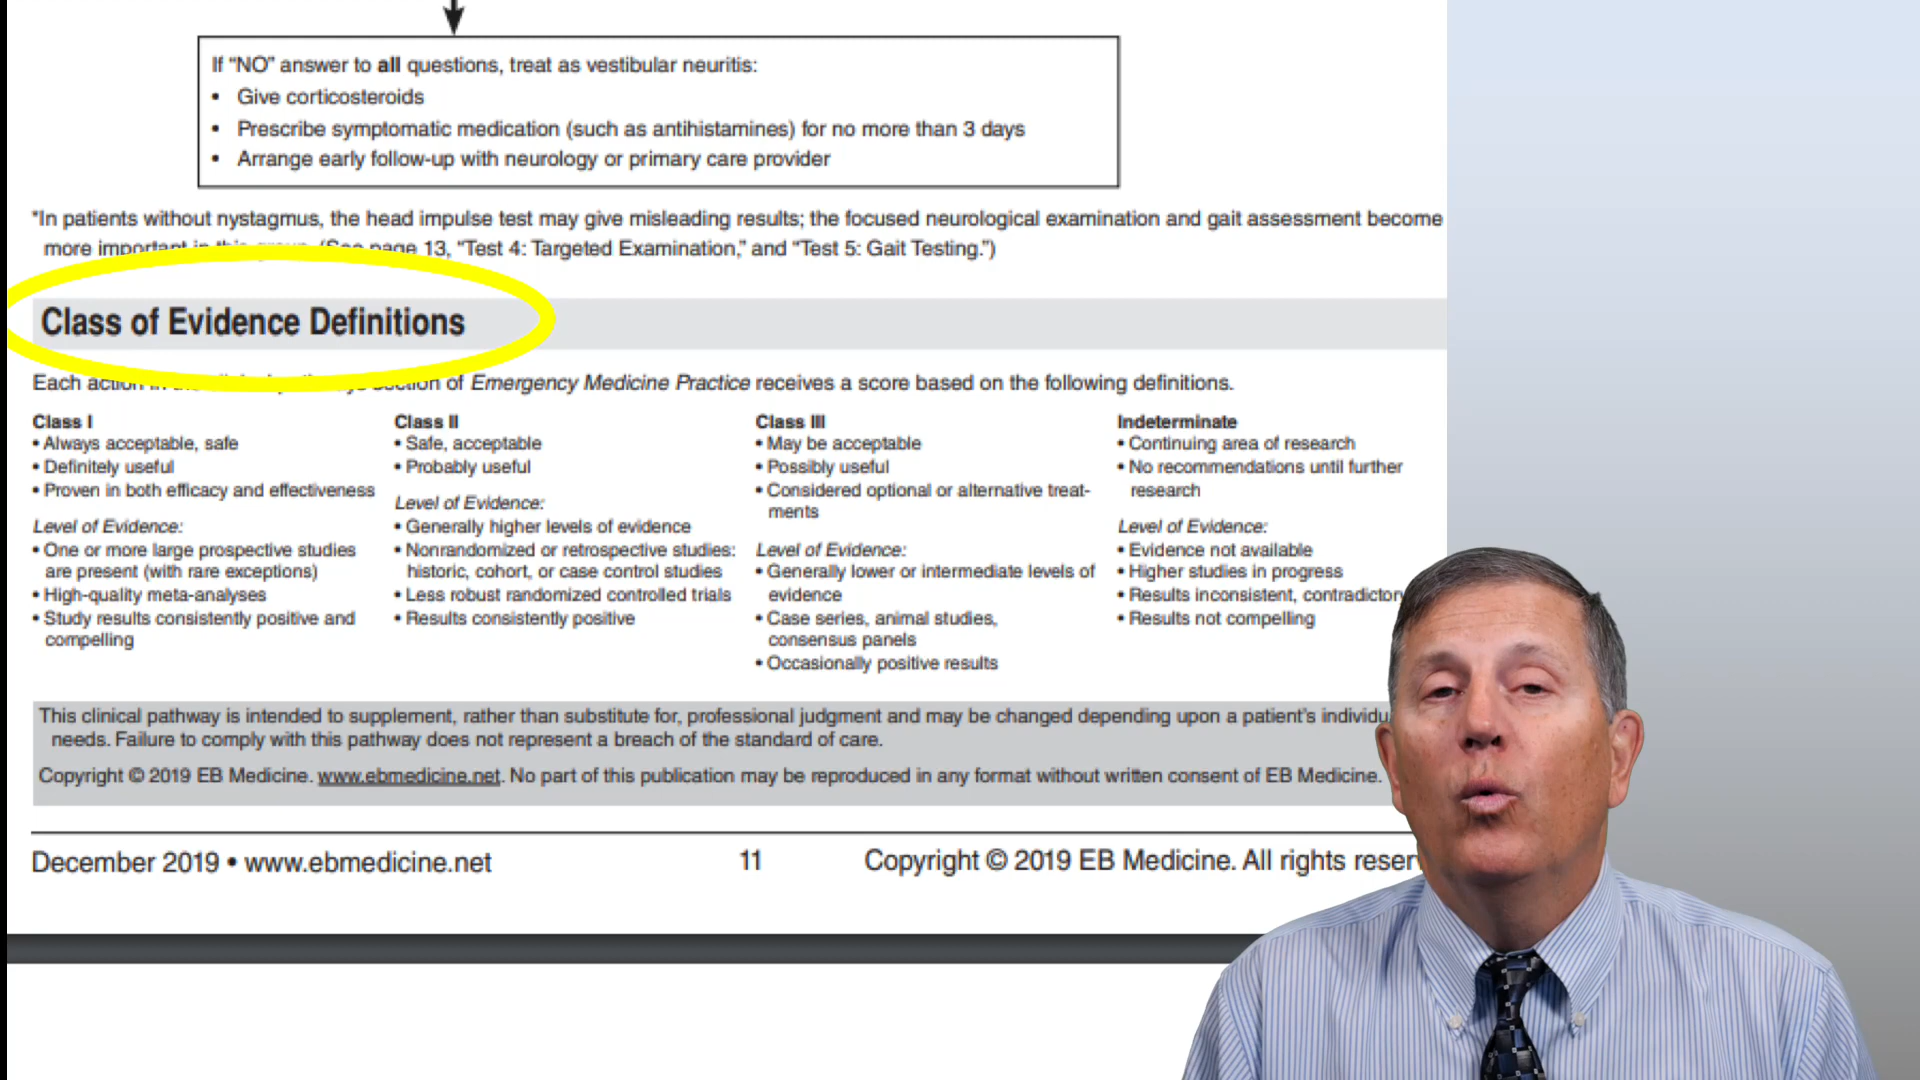 If “NO” answer to all questions, treat as vestibular neuritis:
• Give corticosteroids
• Prescribe symptomatic medication (such as antihistamines) for no more than 3 days
• Arrange early follow-up with neurology or primary care provider
*In patients without nystagmus, the head impulse test may give misleading results; the focused neurological examination and gait assessment become
more important in this group. (See page 13, “Test 4: Targeted Examination,” and “Test 5: Gait Testing.”)
Class of Evidence Definitions
Each action in the section of Emergency Medicine Practice receives a score based on the following definitions.
Class I
• Always acceptable, safe
• Definitely useful
• Proven in both efficacy and effectiveness
Level of Evidence:
• One or more large prospective studies
are present (with rare exceptions)
• High-quality meta-analyses
• Study results consistently positive and
compelling
Class II
• Safe, acceptable
• Probably useful
Level of Evidence:
• Generally higher levels of evidence
• Nonrandomized or retrospective studies:
historic, cohort, or case control studies
• Less robust randomized controlled trials
• Results consistently positive
Class III
• May be acceptable
• Possibly useful
• Considered optional or alternative treat-
ments
Level of Evidence:
• Generally lower or intermediate levels of
evidence
• Case series, animal studies,
consensus panels
• Occasionally positive results
Indeterminate
• Continuing area of research
• No recommendations until further
research
Level of Evidence:
• Evidence not available
• Higher studies in progress
• Results inconsistent, contradictory
• Results not compelling
This clinical pathway is intended to supplement, rather than substitute for, professional judgment and may be changed depending upon a patient’s individu
needs. Failure to comply with this pathway does not represent a breach of the standard of care.
Copyright © 2019 EB Medicine. www.ebmedicine.net. No part of this publication may be reproduced in any format without written consent of EB Medicine.
December 2019 • www.ebmedicine.net
11
Copyright © 2019 EB Medicine. All rights reser